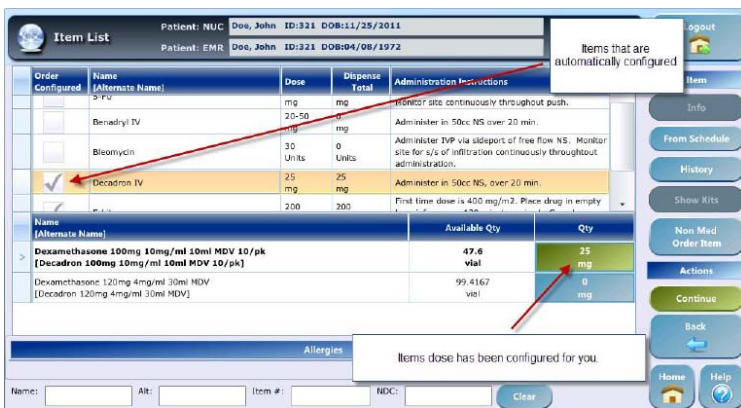 Item List
Patient: NUC Doe, John ID:321 DOB:11/25/2011
Patient: EMR Doe, John ID:321 DOB:04/08/1972
Logout
Items that are
automatically configured
Order
Configured
Name
[Alternate Name]
Dose
Dispense
Total
Administration Instructions
5-FU
mg
mg
Monitor site continuously throughout push.
Benadryl IV
20-50
mg
0
mg
Administer in 50cc NS over 20 min.
Bleomycin
30
Units
0
Units
Administer IVP via sideport of free flow NS. Monitor
site for s/s of infiltration continuously throughtout
administration.
Decadron IV
25
mg
25
mg
Administer in 50cc NS, over 20 min.
200
200
First time dose is 400 mg/m2. Place drug in empty
Name
[Alternate Name]
Available Qty
Qty
> Dexamethasone 100mg 10mg/ml 10ml MDV 10/pk
[Decadron 100mg 10mg/ml 10ml MDV 10/pk]
47.6
vial
25
mg
Dexamethasone 120mg 4mg/ml 30ml MDV
[Decadron 120mg 4mg/ml 30ml MDV]
99.4167
vial
0
mg
Items dose has been configured for you.
Allergies
Name:
Alt:
Item #:
NDC:
Clear
Item
Info
From Schedule
History
Show Kits
Non Med
Order Item
Actions
Continue
Back
Home
Help